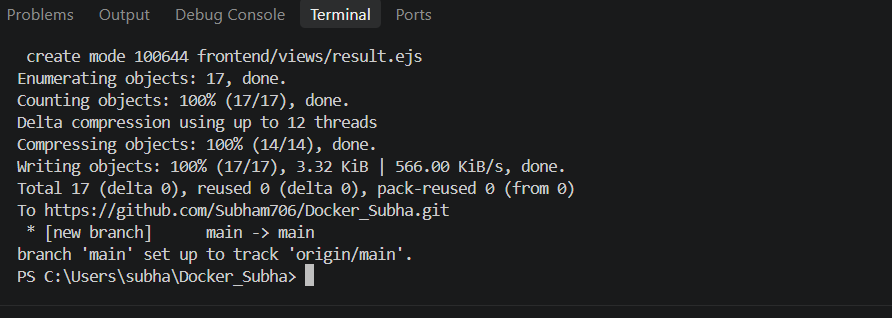 Problems Output Debug Console Terminal Ports
create mode 100644 frontend/views/result.ejs
Enumerating objects: 17, done.
Counting objects: 100% (17/17), done.
Delta compression using up to 12 threads
Compressing objects: 100% (14/14), done.
Writing objects: 100% (17/17), 3.32 KiB | 566.00 KiB/s, done.
Total 17 (delta 0), reused 0 (delta 0), pack-reused 0 (from 0)
To https://github.com/Subham706/Docker_Subha.git
 * [new branch]      main -> main
branch 'main' set up to track 'origin/main'.
PS C:\Users\subha\Docker_Subha>